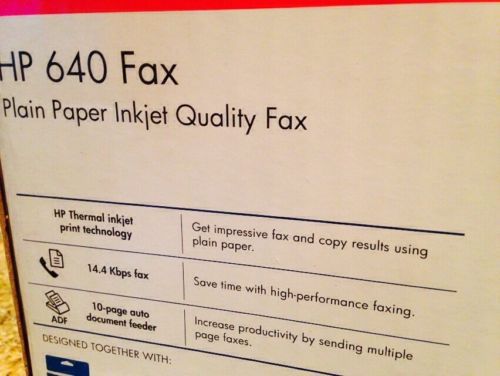 HP 640 Fax
Plain Paper Inkjet Quality Fax
HP Thermal inkjet
print technology
Get impressive fax and copy results using
plain paper.
14.4 Kbps fax
Save time with high-performance faxing.
ADF
10-page auto
document feeder
Increase productivity by sending multiple
page faxes.
DESIGNED TOGETHER WITH: